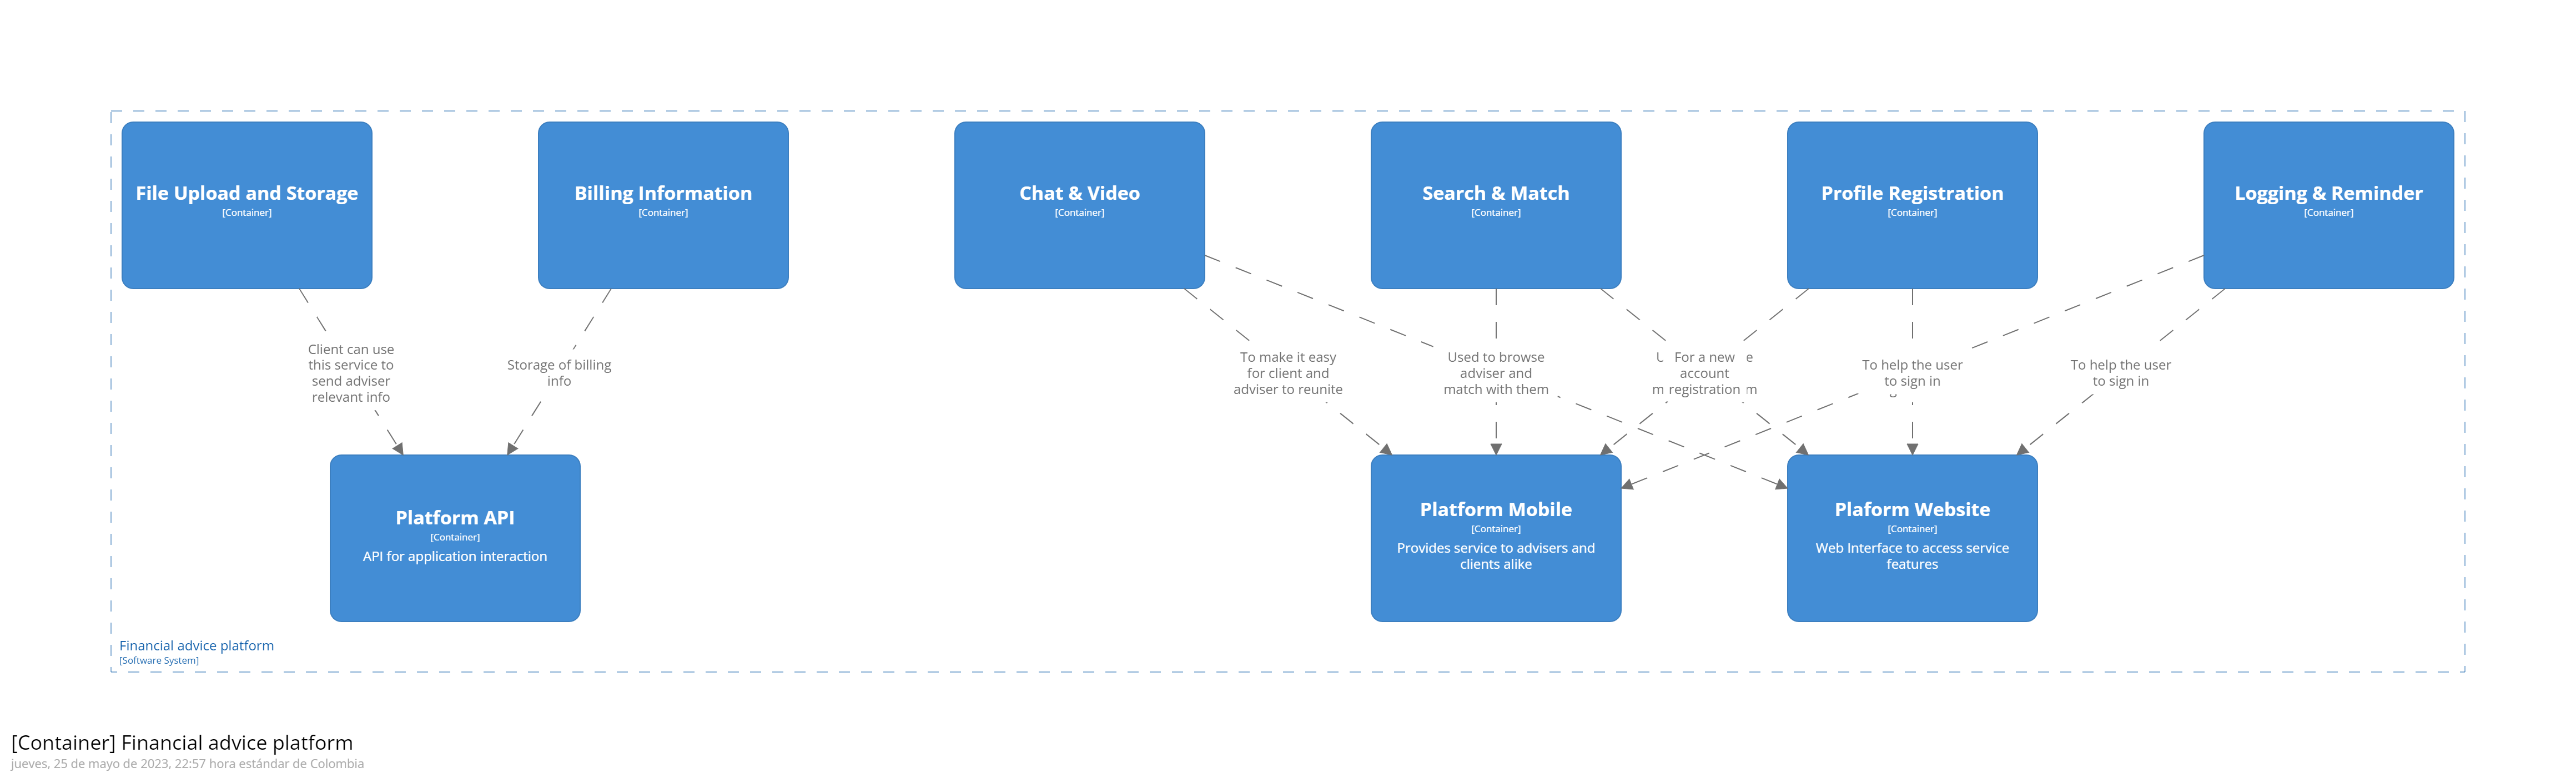 File Upload and Storage
[Container]
Billing Information
[Container]
Chat & Video
[Container]
Search & Match
[Container]
Profile Registration
[Container]
Logging & Reminder
[Container]
Client can use
this service to
send adviser
relevant info
Storage of billing
info
To make it easy
for client and
adviser to reunite
Used to browse
adviser and
match with them
For a new
account
registration
To help the user
to sign in
To help the user
to sign in
Platform API
[Container]
API for application interaction
Platform Mobile
[Container]
Provides service to advisers and
clients alike
Plaform Website
[Container]
Web Interface to access service
features
Financial advice platform
[Software System]
[Container] Financial advice platform
jueves, 25 de mayo de 2023, 22:57 hora estándar de Colombia